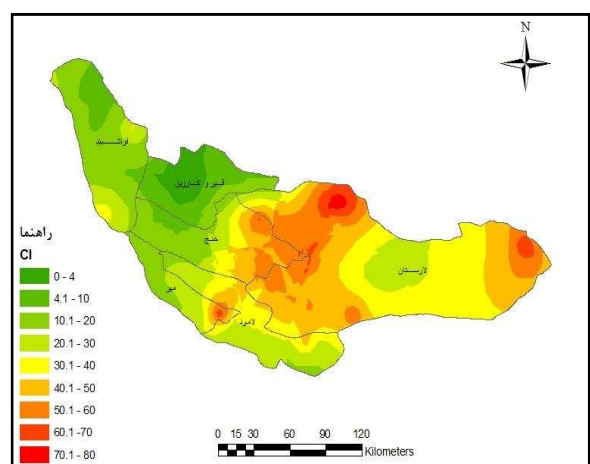 N
فراشبند
قیر و کارزین
خنج
لارستان
مهر
لامرد
راهنما
Cl
0 - 4
4.1 - 10
10.1 - 20
20.1 - 30
30.1 - 40
40.1 - 50
50.1 - 60
60.1 - 70
70.1 - 80
0 15 30 60 90 120
Kilometers